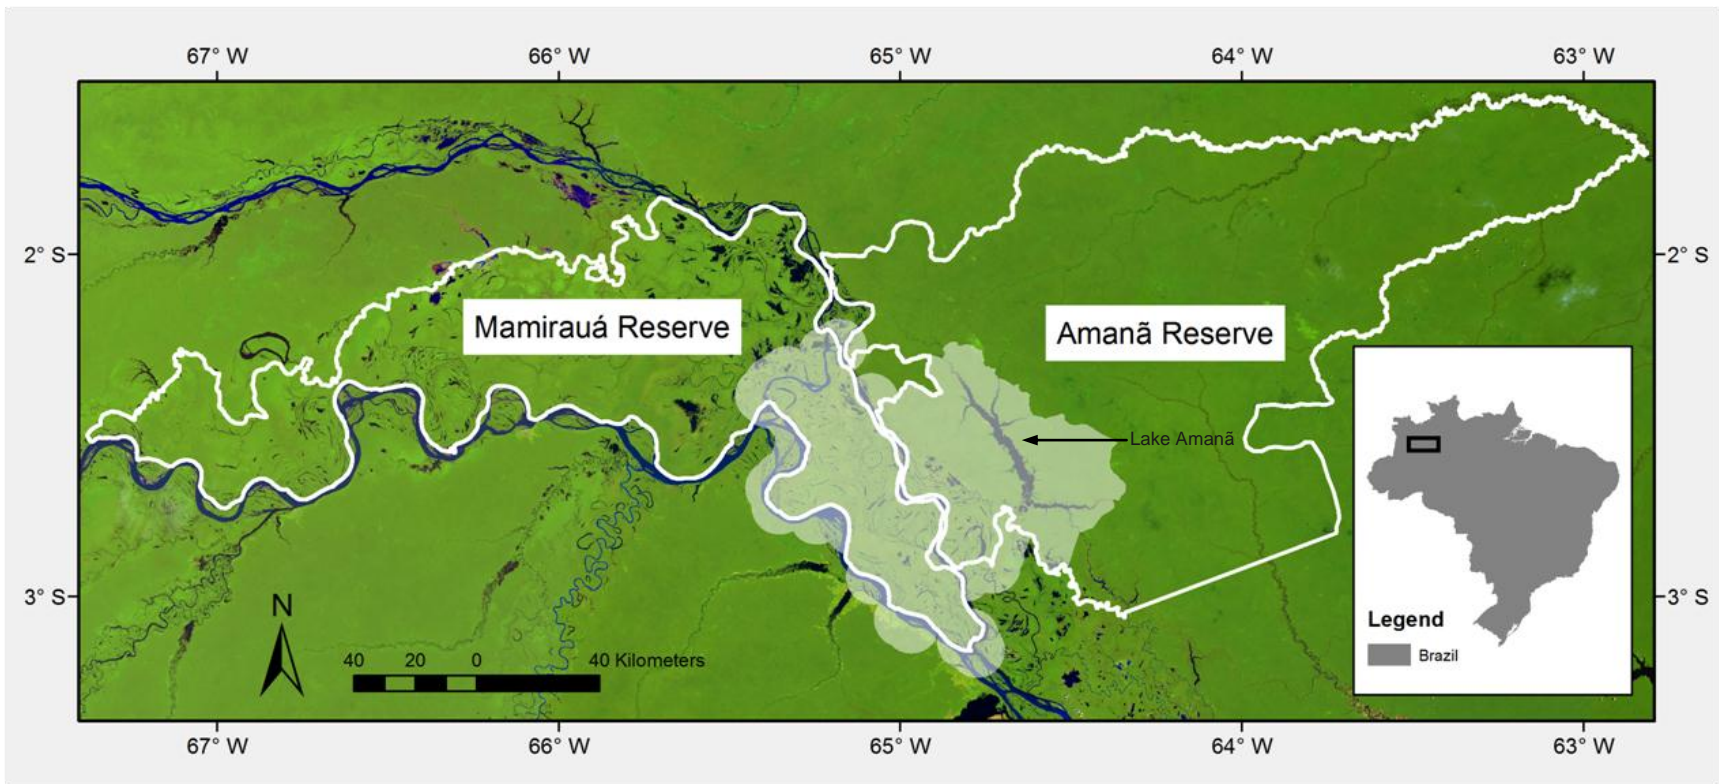 67° W 66° W 65° W 64° W 63° W
2° S 2° S
Mamirauá Reserve
Amanã Reserve
Lake Amanã
3° S 3° S
N
40 20 0 40 Kilometers
Legend
Brazil
67° W 66° W 65° W 64° W 63° W